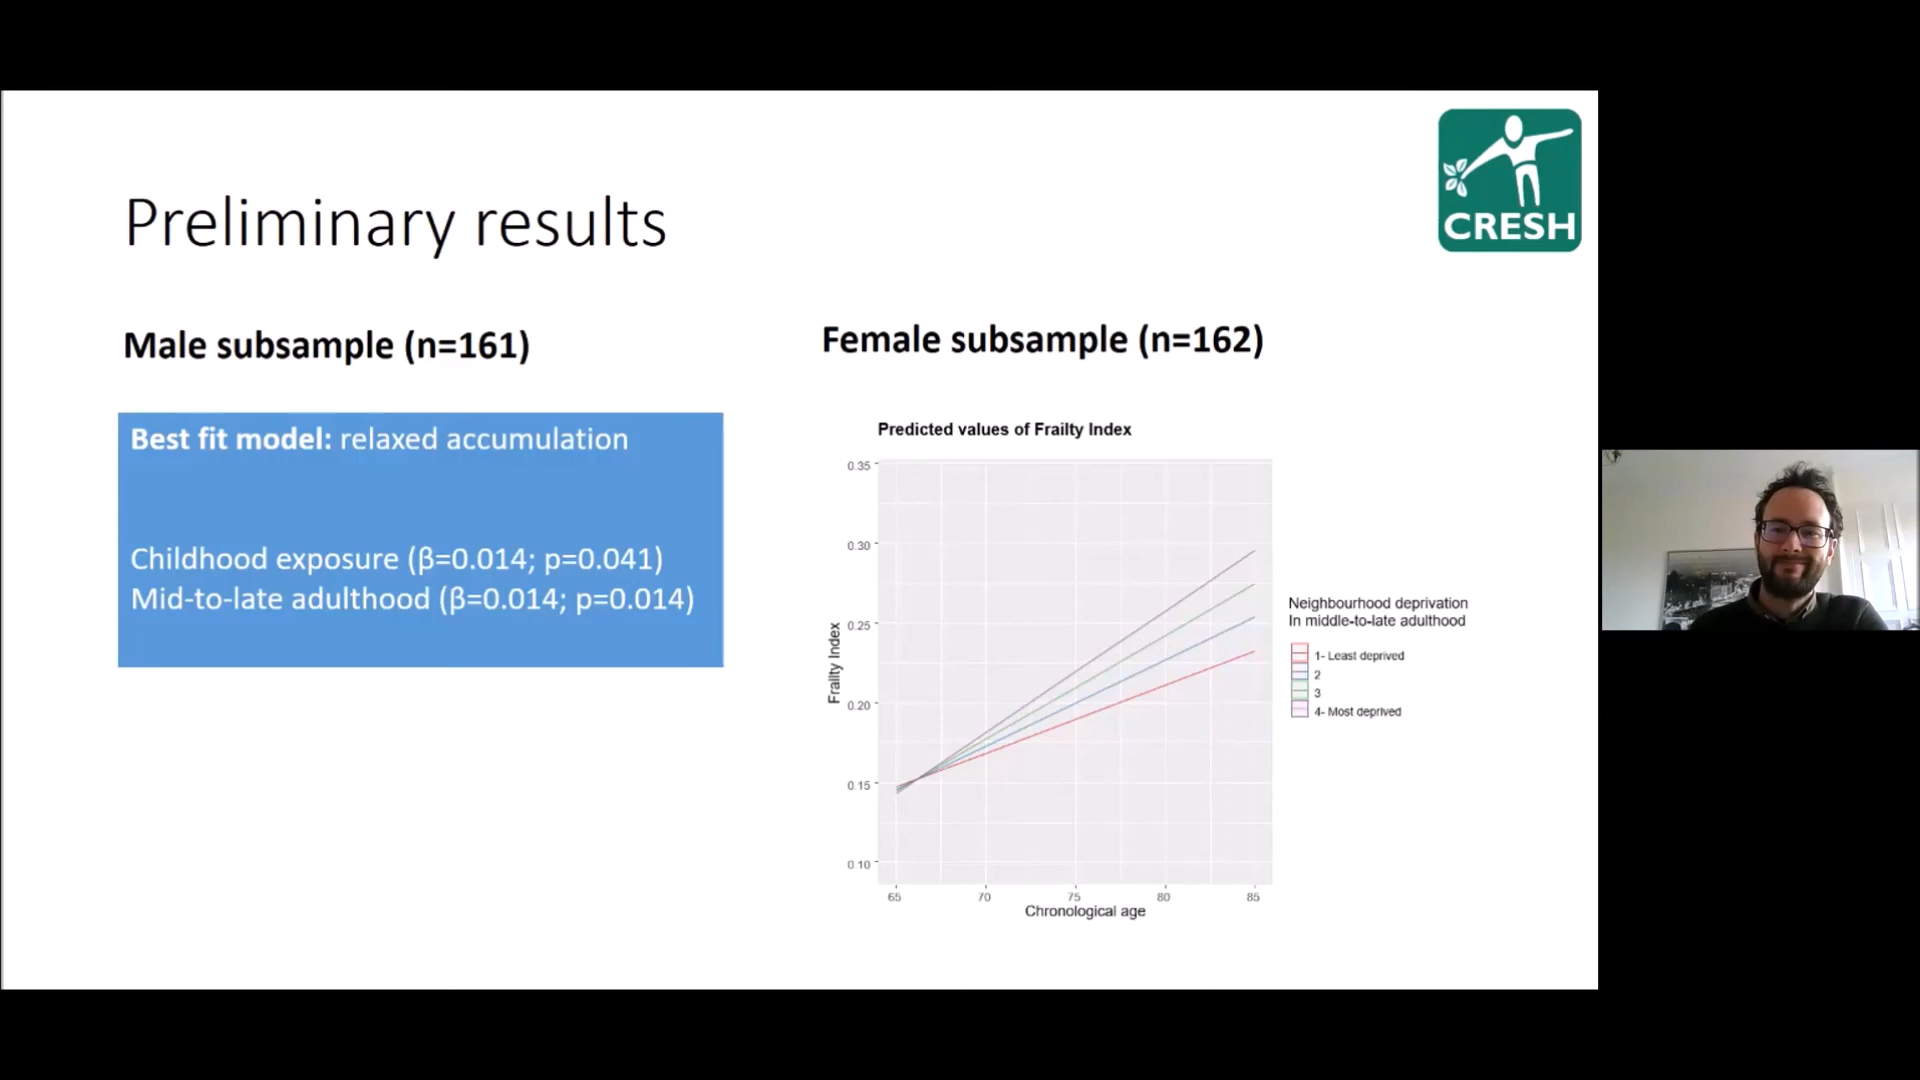 CRESH
Preliminary results
Male subsample (n=161)
Best fit model: relaxed accumulation
Childhood exposure (β=0.014; p=0.041)
Mid-to-late adulthood (β=0.014; p=0.014)
Female subsample (n=162)
Predicted values of Frailty Index
0.35
0.30
0.25
0.20
0.15
0.10
Frailty Index
65 70 75 80 85
Chronological age
Neighbourhood deprivation
In middle-to-late adulthood
1- Least deprived
2
3
4- Most deprived